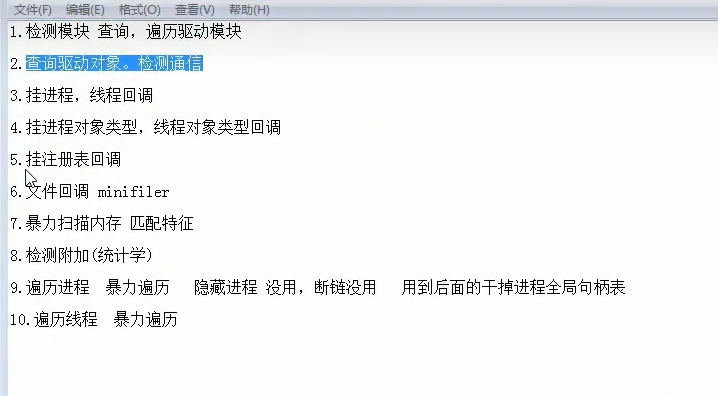 文件(F) 编辑(E) 格式(O) 查看(V) 帮助(H)
1.检测模块 查询，遍历驱动模块
2.查询驱动对象。检测通信
3.挂进程，线程回调
4.挂进程对象类型，线程对象类型回调
5.挂注册表回调
6.文件回调 minifiler
7.暴力扫描内存 匹配特征
8.检测附加(统计学)
9.遍历进程 暴力遍历 隐藏进程 没用，断链没用 用到后面的干掉进程全局句柄表
10.遍历线程 暴力遍历